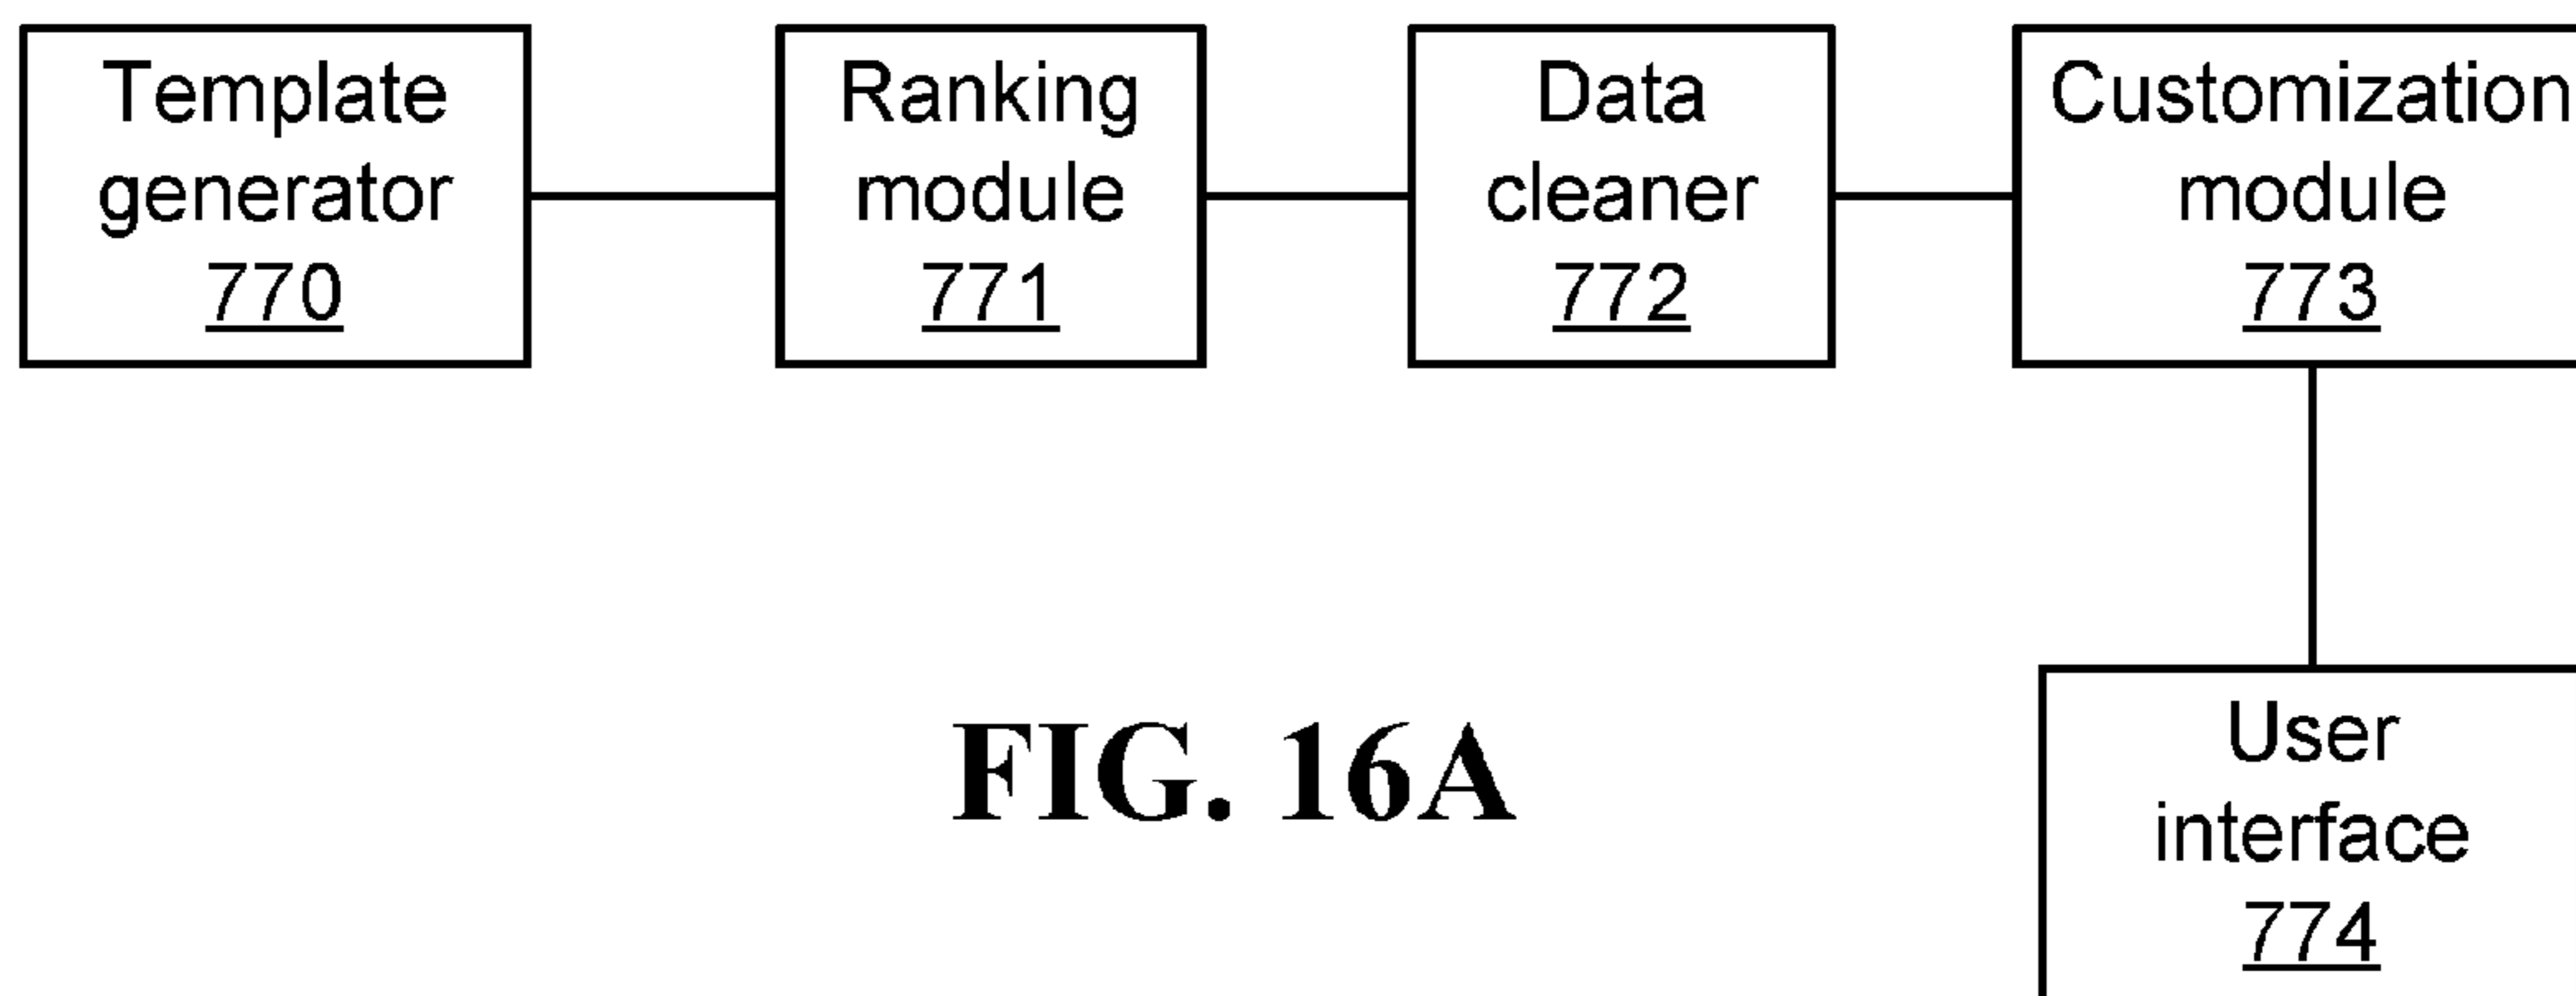 Template
generator
770
Ranking
module
771
Data
cleaner
772
Customization
module
773
User
interface
774
FIG. 16A